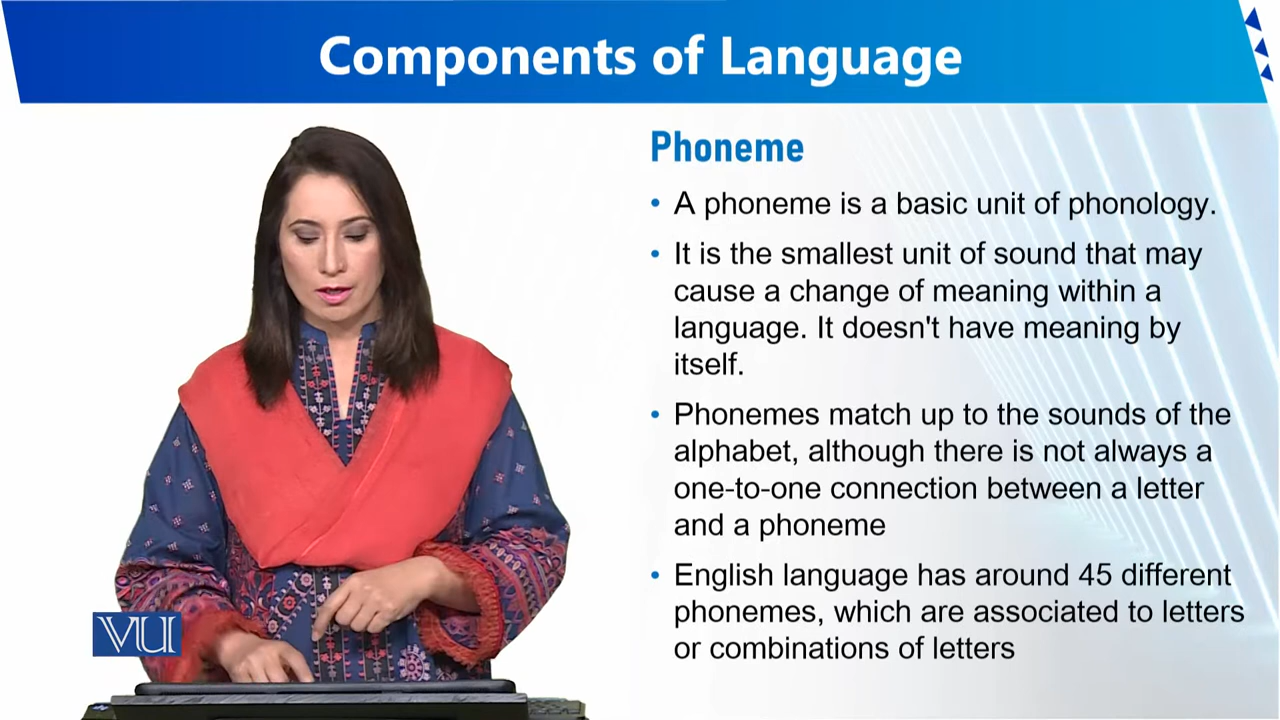 Components of Language
Phoneme
• A phoneme is a basic unit of phonology.
• It is the smallest unit of sound that may
cause a change of meaning within a
language. It doesn't have meaning by
itself.
• Phonemes match up to the sounds of the
alphabet, although there is not always a
one-to-one connection between a letter
and a phoneme
• English language has around 45 different
phonemes, which are associated to letters
or combinations of letters
VU